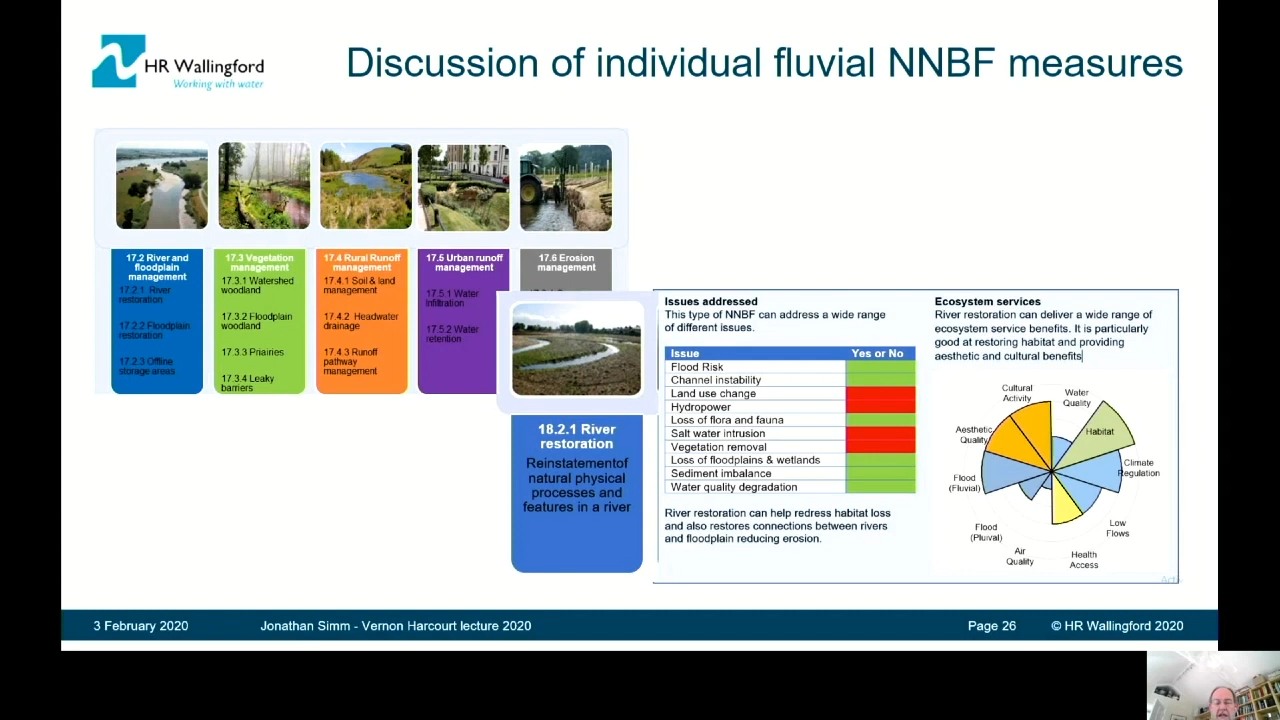 HR Wallingford
Working with water
Discussion of individual fluvial NNBF measures
17.2 River and
floodplain
management
17.2.1 River
restoration
17.2.2 Floodplain
restoration
17.2.3 Offline
storage areas
17.3 Vegetation
management
17.3.1 Watershed
woodland
17.3.2 Floodplain
woodland
17.3.3 Priairies
17.3.4 Leaky
barriers
17.4 Rural Runoff
management
17.4.1 Soil & land
management
17.4.2 Headwater
drainage
17.4.3 Runoff
pathway
management
17.5 Urban runoff
management
17.5.1 Water
infiltration
17.5.2 Water
retention
17.6 Erosion
management
18.2.1 River
restoration
Reinstatementof
natural physical
processes and
features in a river
Issues addressed
This type of NNBF can address a wide range
of different issues.
Issue Yes or No
Flood Risk
Channel instability
Land use change
Hydropower
Loss of flora and fauna
Salt water intrusion
Vegetation removal
Loss of floodplains & wetlands
Sediment imbalance
Water quality degradation
River restoration can help redress habitat loss
and also restores connections between rivers
and floodplain reducing erosion.
Ecosystem services
River restoration can deliver a wide range of
ecosystem service benefits. It is particularly
good at restoring habitat and providing
aesthetic and cultural benefits
Cultural
Activity
Water
Quality
Aesthetic
Quality
Habitat
Climate
Regulation
Flood
(Fluvial)
Low
Flows
Flood
(Pluival)
Air
Quality
Health
Access
3 February 2020 Jonathan Simm - Vernon Harcourt lecture 2020 Page 26 © HR Wallingford 2020